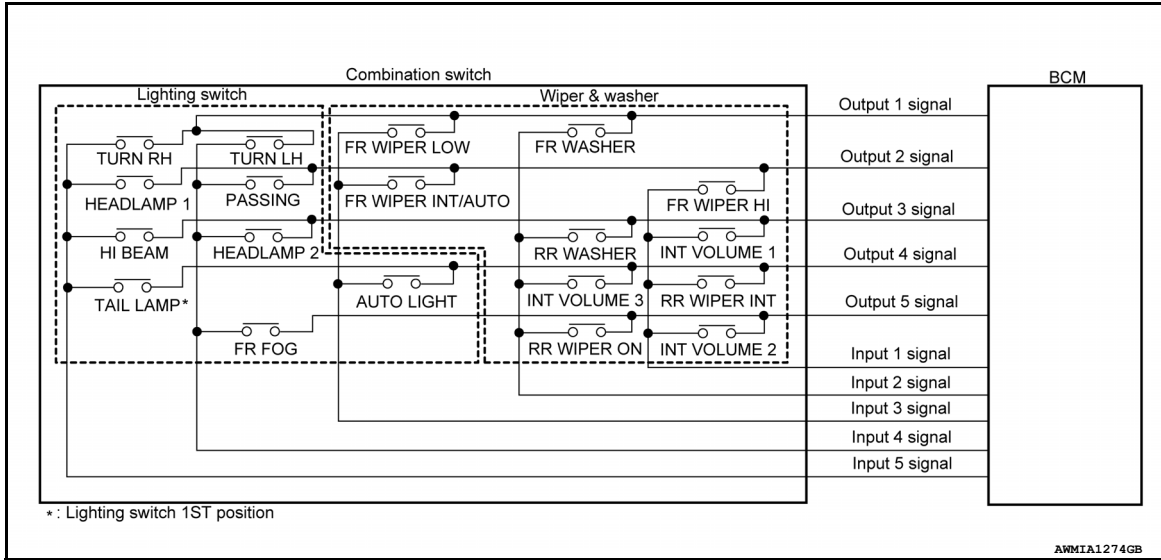 Combination switch
BCM
Lighting switch
Wiper & washer
Output 1 signal
TURN RH
TURN LH
FR WIPER LOW
FR WASHER
Output 2 signal
HEADLAMP 1
PASSING
FR WIPER INT/AUTO
FR WIPER HI
Output 3 signal
HI BEAM
HEADLAMP 2
RR WASHER
INT VOLUME 1
Output 4 signal
TAIL LAMP*
AUTO LIGHT
INT VOLUME 3
RR WIPER INT
Output 5 signal
FR FOG
RR WIPER ON
INT VOLUME 2
Input 1 signal
Input 2 signal
Input 3 signal
Input 4 signal
Input 5 signal
* : Lighting switch 1ST position
AWMIA1274GB